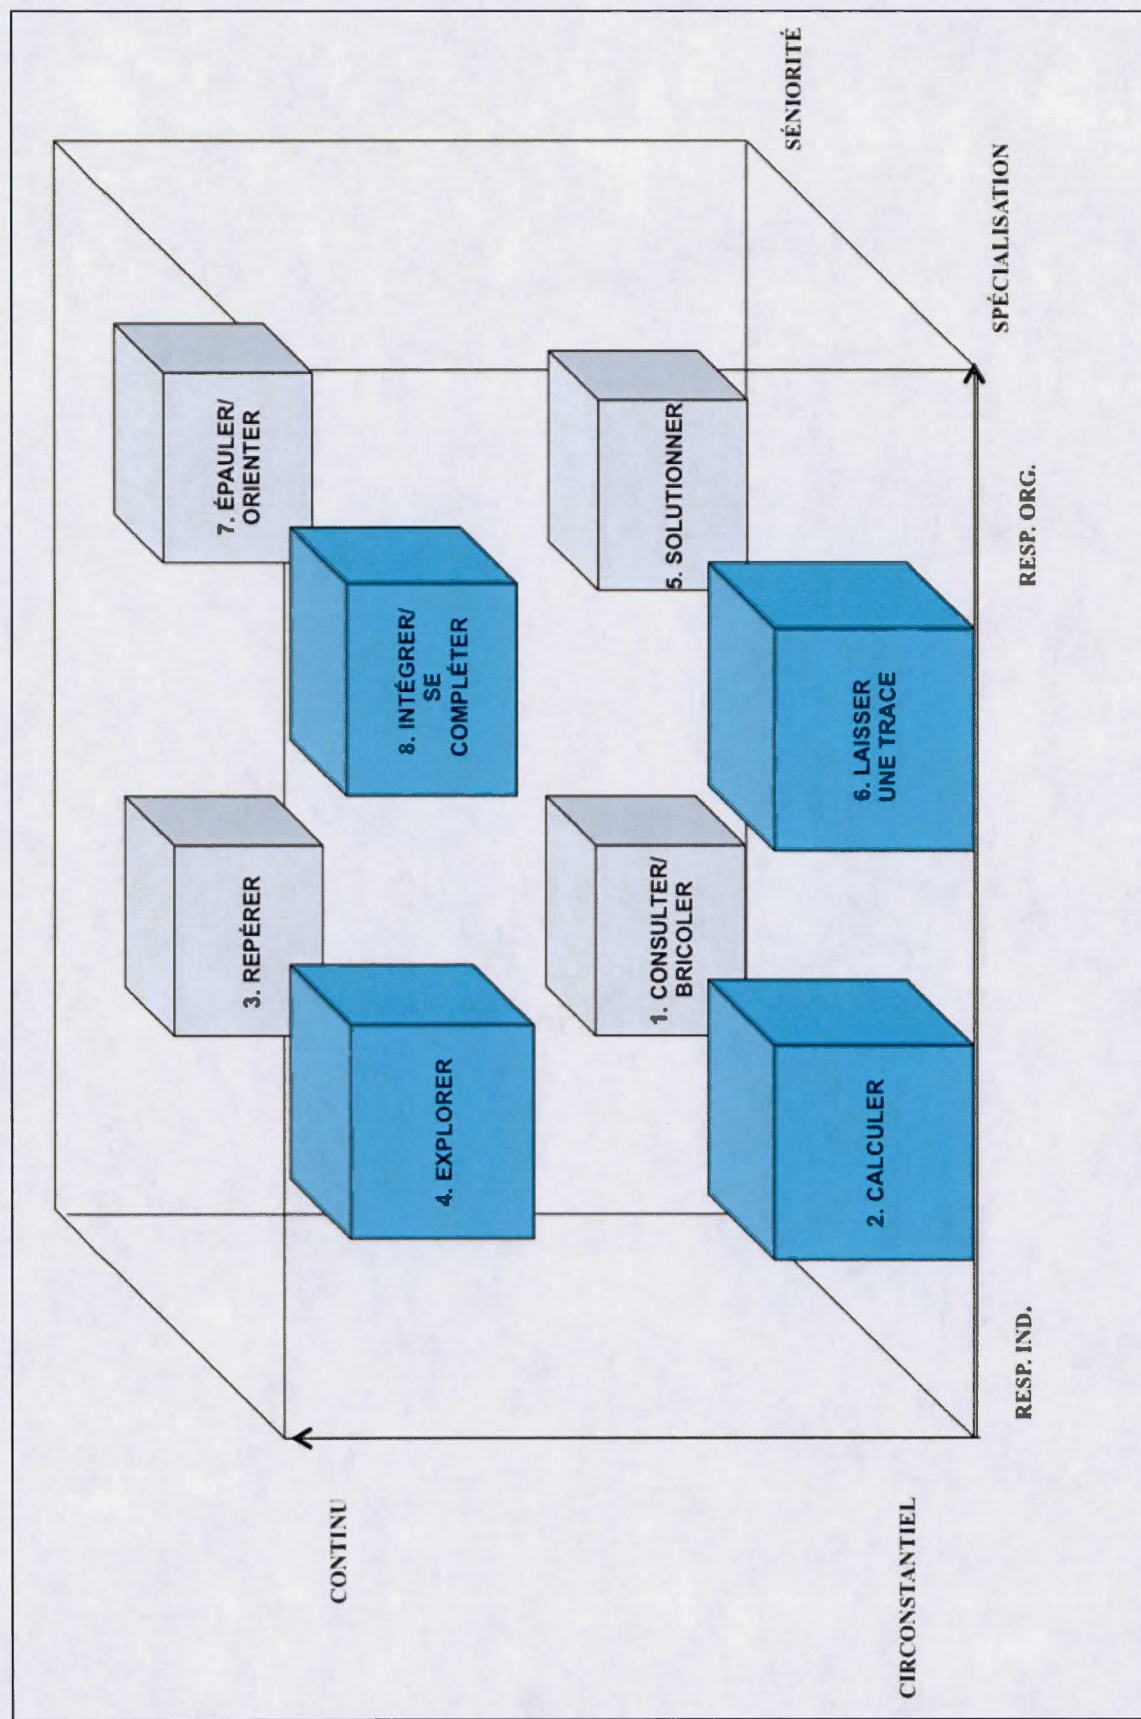 CONTINU
CIRCONSTANTIEL
3. REPÉRER
7. ÉPAULER/
ORIENTER
4. EXPLORER
8. INTÉGRER/
SE
COMPLÉTER
1. CONSULTER/
BRICOLER
5. SOLUTIONNER
2. CALCULER
6. LAISSER
UNE TRACE
SÉNIORITÉ
SPÉCIALISATION
RESP. IND.
RESP. ORG.